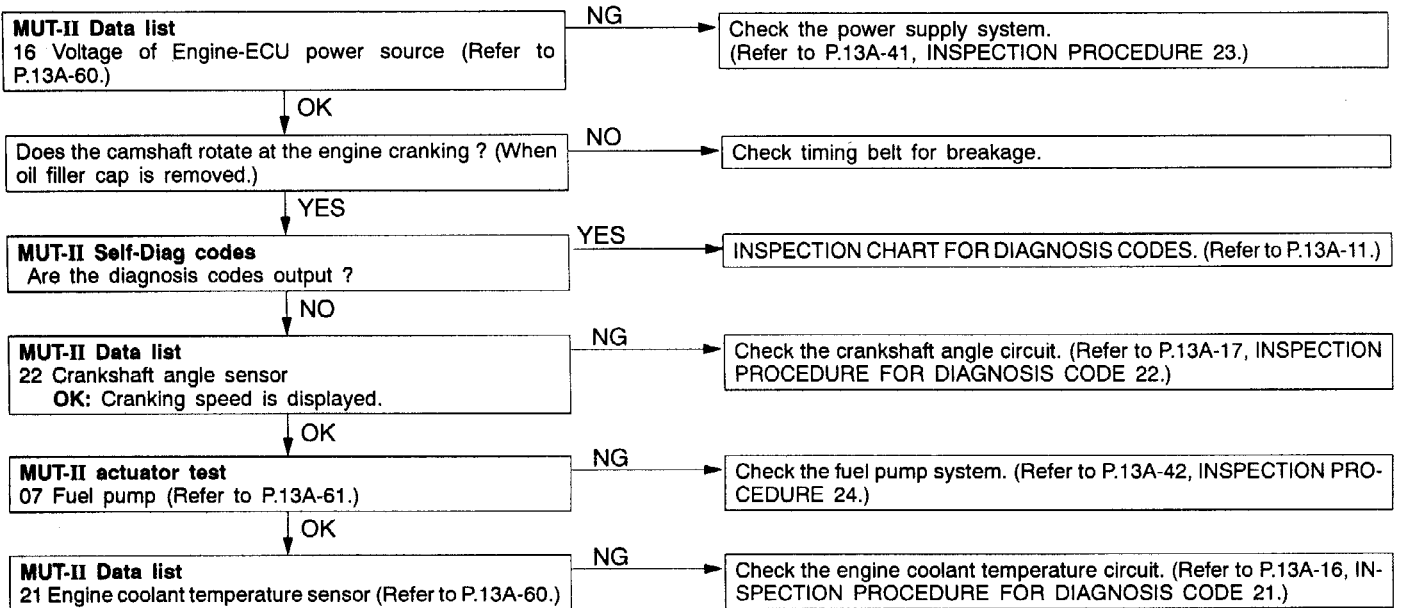 MUT-II Data list
16 Voltage of Engine-ECU power source (Refer to
P.13A-60.)
NG
Check the power supply system.
(Refer to P.13A-41, INSPECTION PROCEDURE 23.)
OK
Does the camshaft rotate at the engine cranking ? (When
oil filler cap is removed.)
NO
Check timing belt for breakage.
YES
MUT-II Self-Diag codes
Are the diagnosis codes output ?
YES
INSPECTION CHART FOR DIAGNOSIS CODES. (Refer to P.13A-11.)
NO
MUT-II Data list
22 Crankshaft angle sensor
OK: Cranking speed is displayed.
NG
Check the crankshaft angle circuit. (Refer to P.13A-17, INSPECTION
PROCEDURE FOR DIAGNOSIS CODE 22.)
OK
MUT-II actuator test
07 Fuel pump (Refer to P.13A-61.)
NG
Check the fuel pump system. (Refer to P.13A-42, INSPECTION PRO-
CEDURE 24.)
OK
MUT-II Data list
21 Engine coolant temperature sensor (Refer to P.13A-60.)
NG
Check the engine coolant temperature circuit. (Refer to P.13A-16, IN-
SPECTION PROCEDURE FOR DIAGNOSIS CODE 21.)